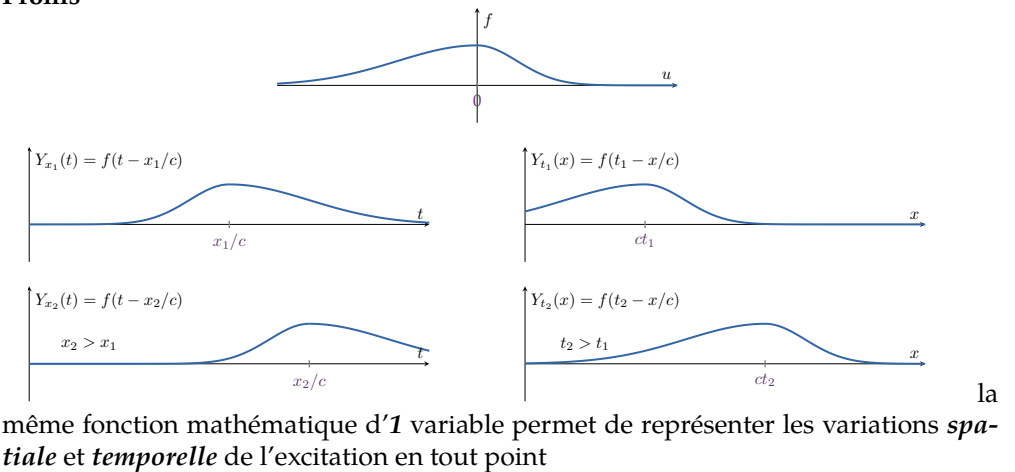 f
u
0
Y_{x_1}(t) = f(t − x_1/c)
t
x_1/c
Y_{t_1}(x) = f(t_1 − x/c)
x
ct_1
Y_{x_2}(t) = f(t − x_2/c)
x_2 > x_1
t
x_2/c
Y_{t_2}(x) = f(t_2 − x/c)
t_2 > t_1
x
ct_2
la
même fonction mathématique d'1 variable permet de représenter les variations spa-
tiale et temporelle de l'excitation en tout point